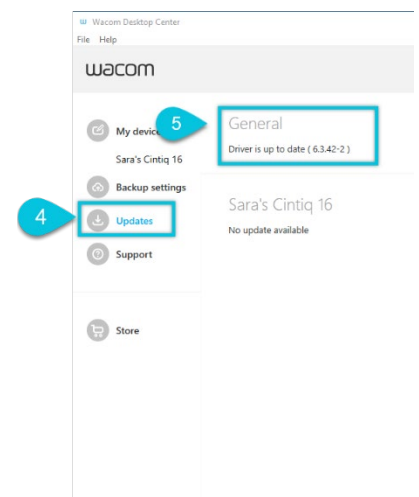 Wacom Desktop Center
File Help
wacom
My device
Sara's Cintiq 16
Backup settings
Updates
Support
Store
4
5
General
Driver is up to date ( 6.3.42-2 )
Sara's Cintiq 16
No update available